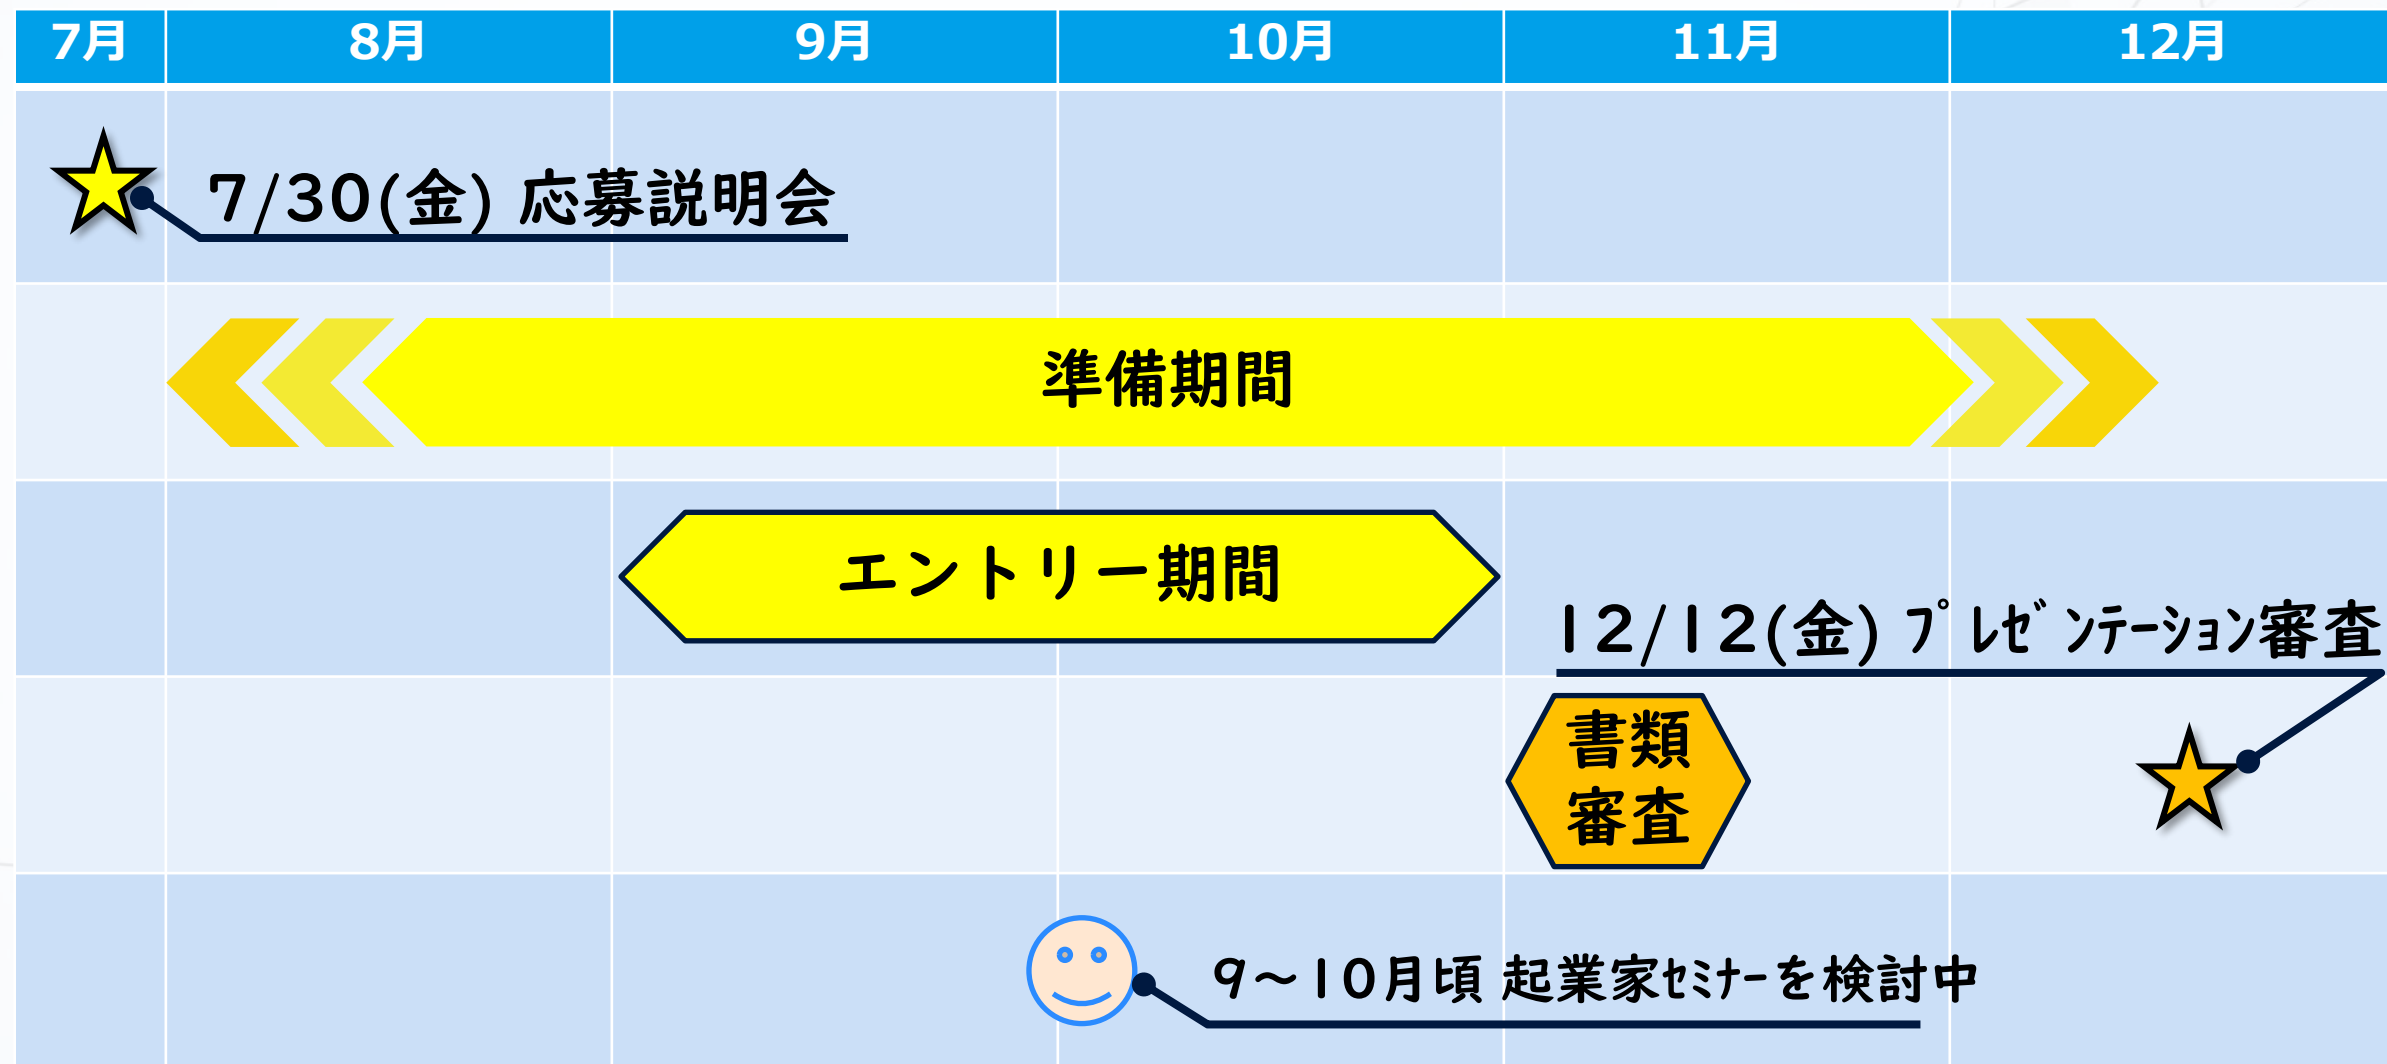 7月 8月 9月 10月 11月 12月
7/30(金) 応募説明会
準備期間
エントリー期間
12/12(金) ﾌﾟﾚｾﾞﾝﾃｰｼｮﾝ審査
書類
審査
9～10月頃 起業家ｾﾐﾅｰを検討中